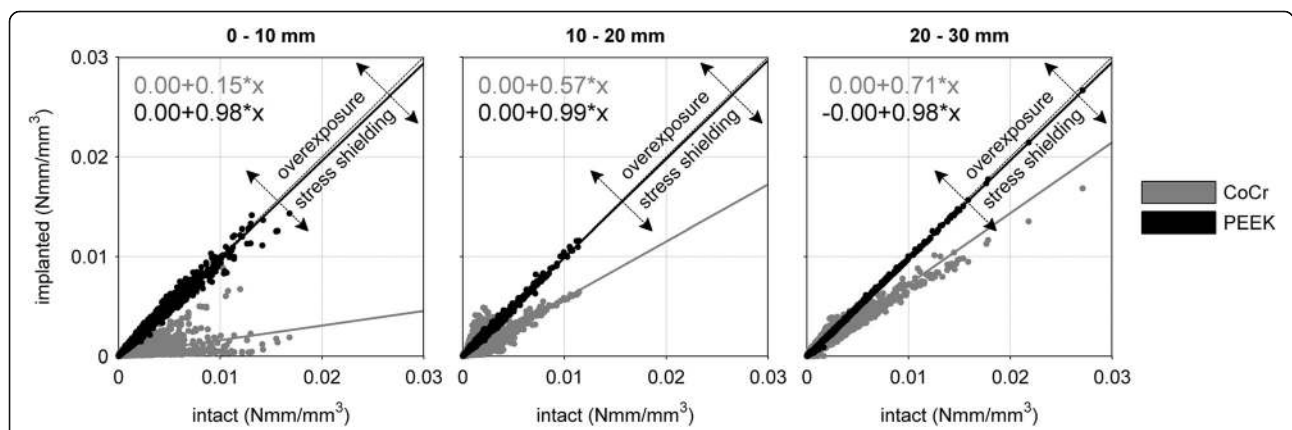 0 - 10 mm
10 - 20 mm
20 - 30 mm
implanted (Nmm/mm³)
0.03
0.02
0.01
0
0.00+0.15*x
0.00+0.98*x
overexposure
stress shielding
0 0.01 0.02 0.03
intact (Nmm/mm³)
0.00+0.57*x
0.00+0.99*x
overexposure
stress shielding
0 0.01 0.02 0.03
intact (Nmm/mm³)
0.00+0.71*x
-0.00+0.98*x
overexposure
stress shielding
0 0.01 0.02 0.03
intact (Nmm/mm³)
CoCr
PEEK